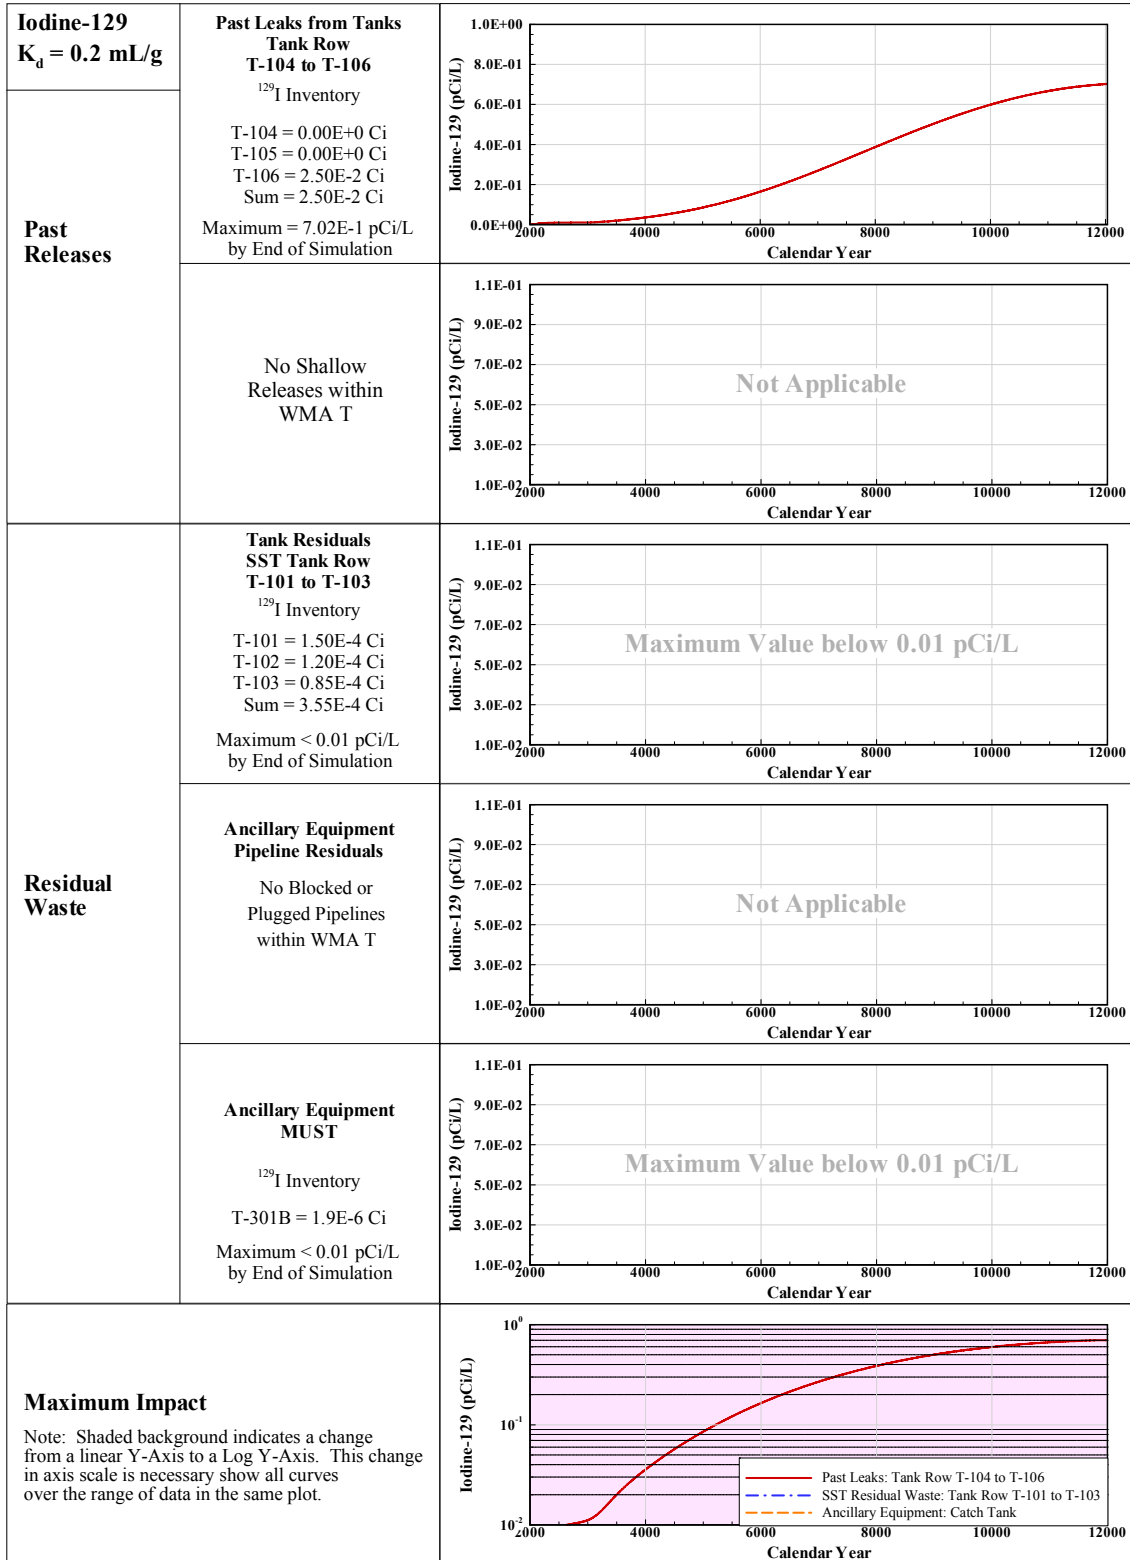 Iodine-129
K_d = 0.2 mL/g
Past Releases
Past Leaks from Tanks
Tank Row
T-104 to T-106
¹²⁹I Inventory
T-104 = 0.00E+0 Ci
T-105 = 0.00E+0 Ci
T-106 = 2.50E-2 Ci
Sum = 2.50E-2 Ci
Maximum = 7.02E-1 pCi/L
by End of Simulation
Iodine-129 (pCi/L)
1.0E+00
8.0E-01
6.0E-01
4.0E-01
2.0E-01
0.0E+00
2000 4000 6000 8000 10000 12000
Calendar Year
No Shallow
Releases within
WMA T
Iodine-129 (pCi/L)
1.1E-01
9.0E-02
7.0E-02
5.0E-02
3.0E-02
1.0E-02
Not Applicable
2000 4000 6000 8000 10000 12000
Calendar Year
Residual
Waste
Tank Residuals
SST Tank Row
T-101 to T-103
¹²⁹I Inventory
T-101 = 1.50E-4 Ci
T-102 = 1.20E-4 Ci
T-103 = 0.85E-4 Ci
Sum = 3.55E-4 Ci
Maximum < 0.01 pCi/L
by End of Simulation
Iodine-129 (pCi/L)
1.1E-01
9.0E-02
7.0E-02
5.0E-02
3.0E-02
1.0E-02
Maximum Value below 0.01 pCi/L
2000 4000 6000 8000 10000 12000
Calendar Year
Ancillary Equipment
Pipeline Residuals
No Blocked or
Plugged Pipelines
within WMA T
Iodine-129 (pCi/L)
1.1E-01
9.0E-02
7.0E-02
5.0E-02
3.0E-02
1.0E-02
Not Applicable
2000 4000 6000 8000 10000 12000
Calendar Year
Ancillary Equipment
MUST
¹²⁹I Inventory
T-301B = 1.9E-6 Ci
Maximum < 0.01 pCi/L
by End of Simulation
Iodine-129 (pCi/L)
1.1E-01
9.0E-02
7.0E-02
5.0E-02
3.0E-02
1.0E-02
Maximum Value below 0.01 pCi/L
2000 4000 6000 8000 10000 12000
Calendar Year
Maximum Impact
Note: Shaded background indicates a change
from a linear Y-Axis to a Log Y-Axis. This change
in axis scale is necessary show all curves
over the range of data in the same plot.
Iodine-129 (pCi/L)
10⁰
10⁻¹
10⁻²
Past Leaks: Tank Row T-104 to T-106
SST Residual Waste: Tank Row T-101 to T-103
Ancillary Equipment: Catch Tank
2000 4000 6000 8000 10000 12000
Calendar Year